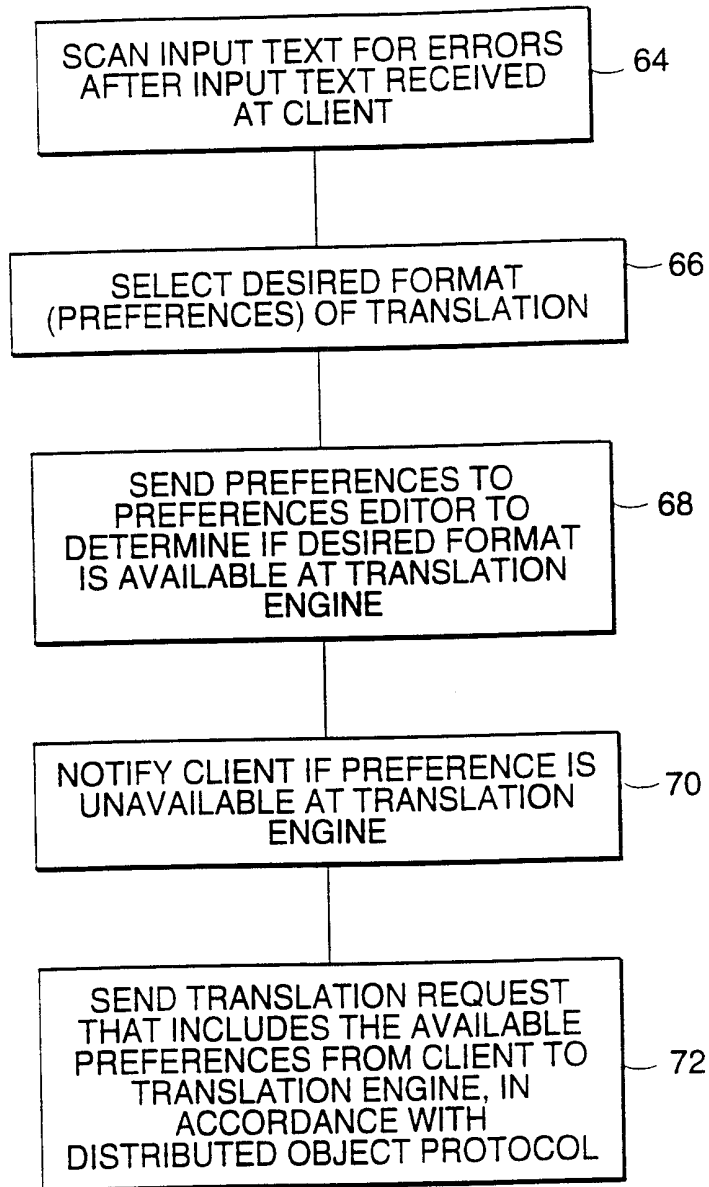 SCAN INPUT TEXT FOR ERRORS
AFTER INPUT TEXT RECEIVED
AT CLIENT
64
SELECT DESIRED FORMAT
(PREFERENCES) OF TRANSLATION
66
SEND PREFERENCES TO
PREFERENCES EDITOR TO
DETERMINE IF DESIRED FORMAT
IS AVAILABLE AT TRANSLATION
ENGINE
68
NOTIFY CLIENT IF PREFERENCE IS
UNAVAILABLE AT TRANSLATION
ENGINE
70
SEND TRANSLATION REQUEST
THAT INCLUDES THE AVAILABLE
PREFERENCES FROM CLIENT TO
TRANSLATION ENGINE, IN
ACCORDANCE WITH
DISTRIBUTED OBJECT PROTOCOL
72